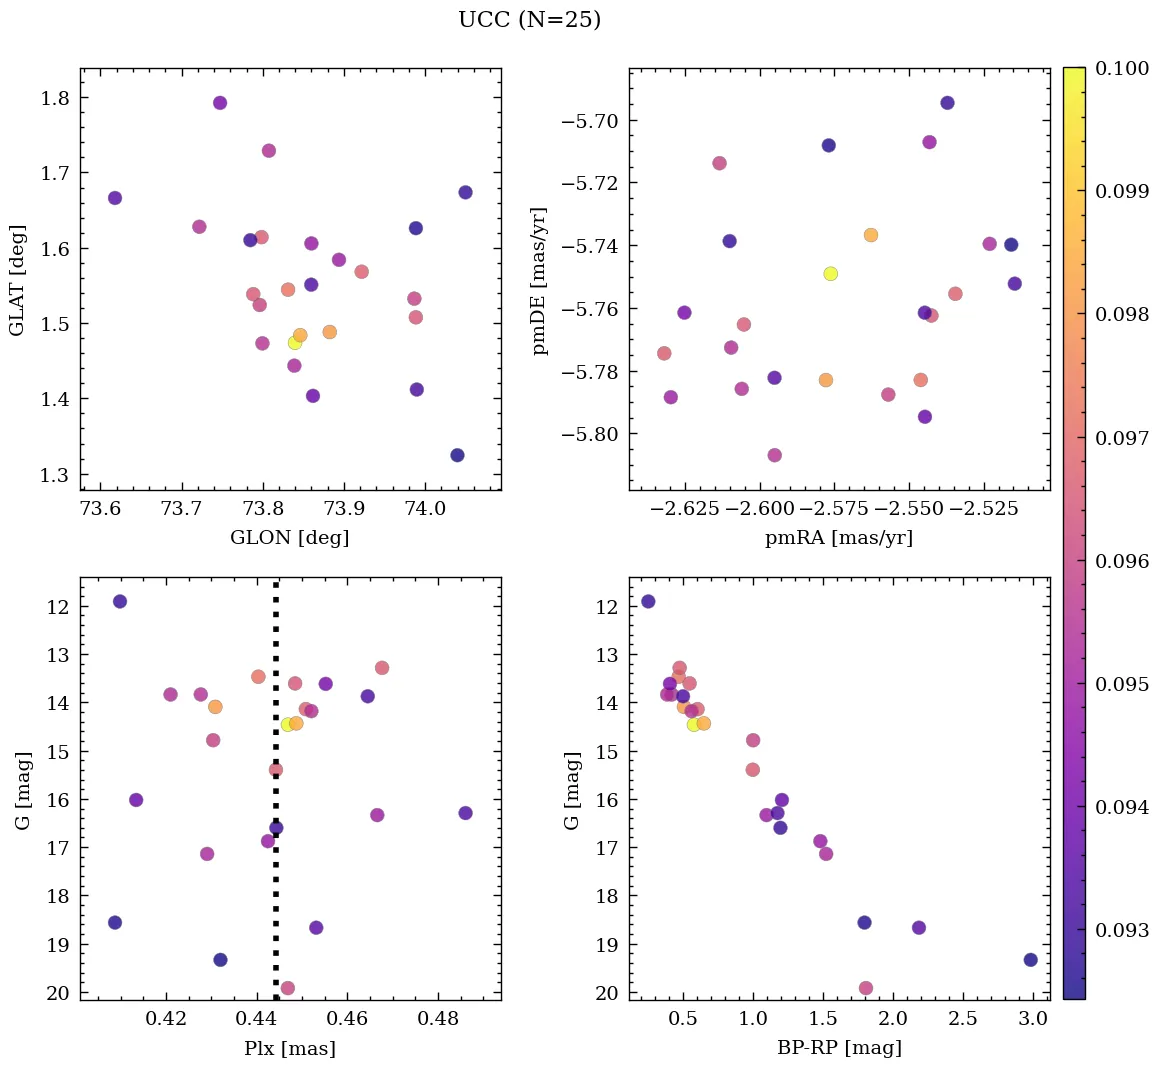 UCC (N=25)
1.8
1.7
1.6
1.5
1.4
1.3
GLAT [deg]
73.6 73.7 73.8 73.9 74.0
GLON [deg]
−5.70
−5.72
−5.74
−5.76
−5.78
−5.80
pmDE [mas/yr]
−2.625 −2.600 −2.575 −2.550 −2.525
pmRA [mas/yr]
12
13
14
15
16
17
18
19
20
G [mag]
0.42 0.44 0.46 0.48
Plx [mas]
12
13
14
15
16
17
18
19
20
G [mag]
0.5 1.0 1.5 2.0 2.5 3.0
BP-RP [mag]
0.100
0.099
0.098
0.097
0.096
0.095
0.094
0.093